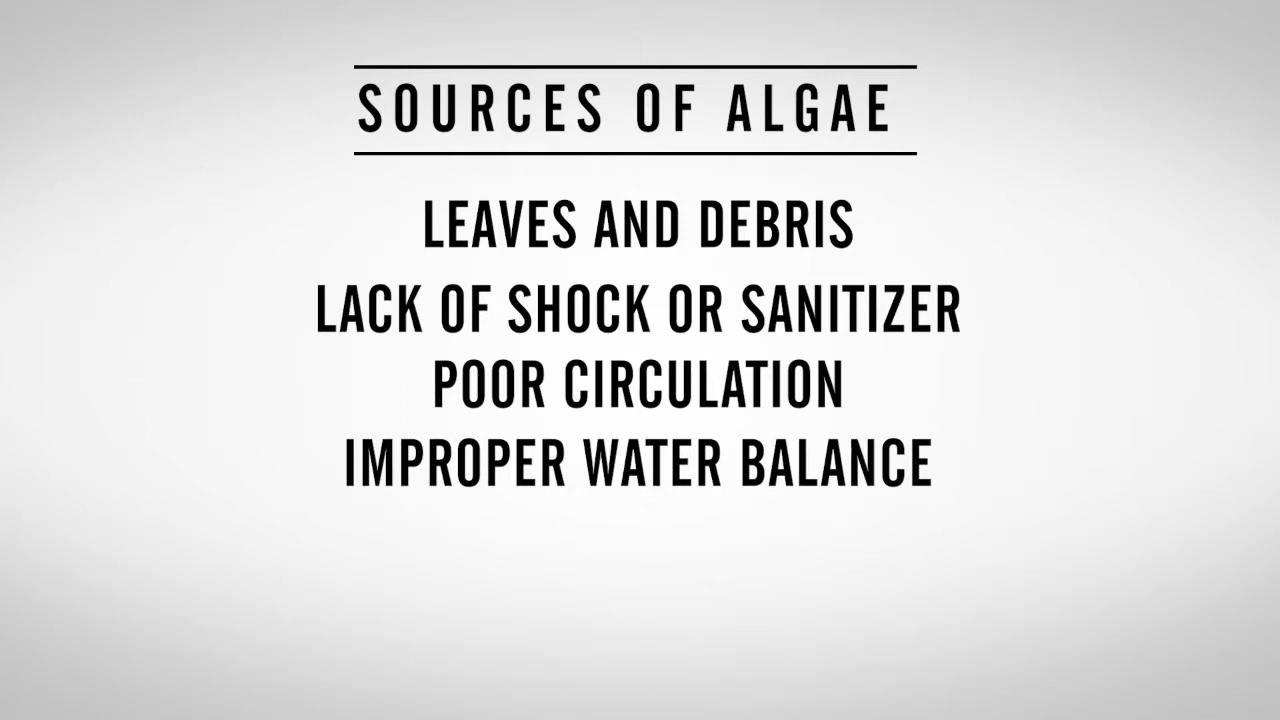 SOURCES OF ALGAE
LEAVES AND DEBRIS
LACK OF SHOCK OR SANITIZER
POOR CIRCULATION
IMPROPER WATER BALANCE